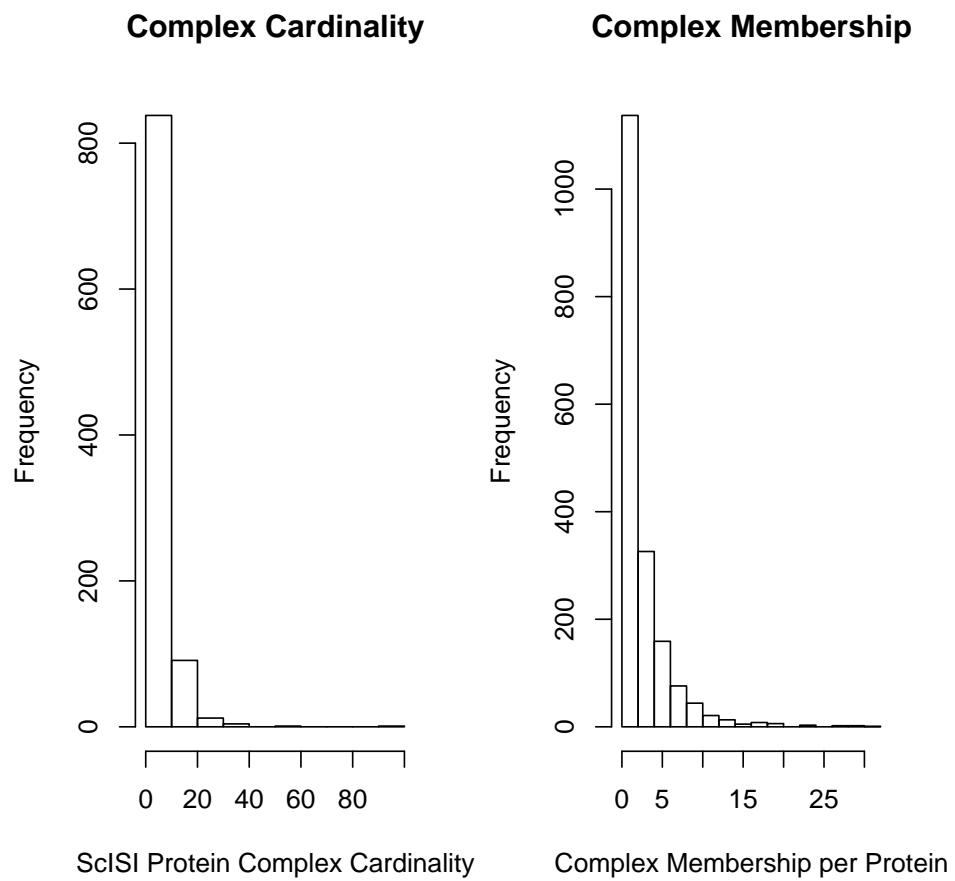 Complex Cardinality
Frequency
0 200 400 600 800
0 20 40 60 80
ScISI Protein Complex Cardinality
Complex Membership
Frequency
0 200 400 600 800 1000
0 5 15 25
Complex Membership per Protein